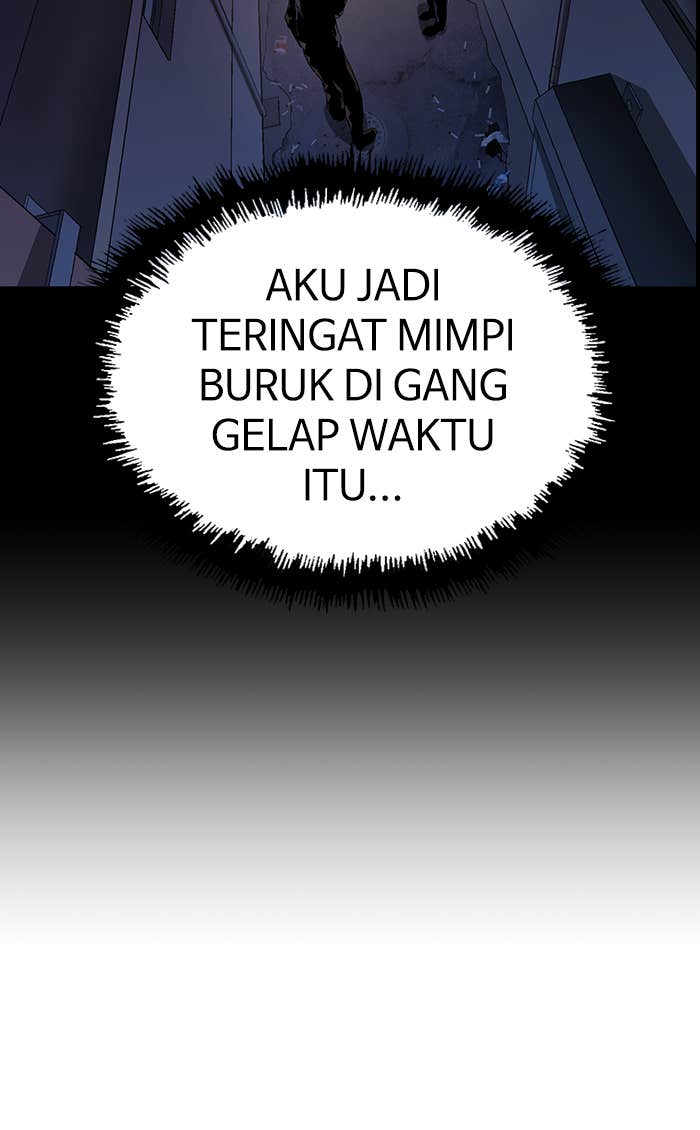 AKU JADI
TERINGAT MIMPI
BURUK DI GANG
GELAP WAKTU
ITU...